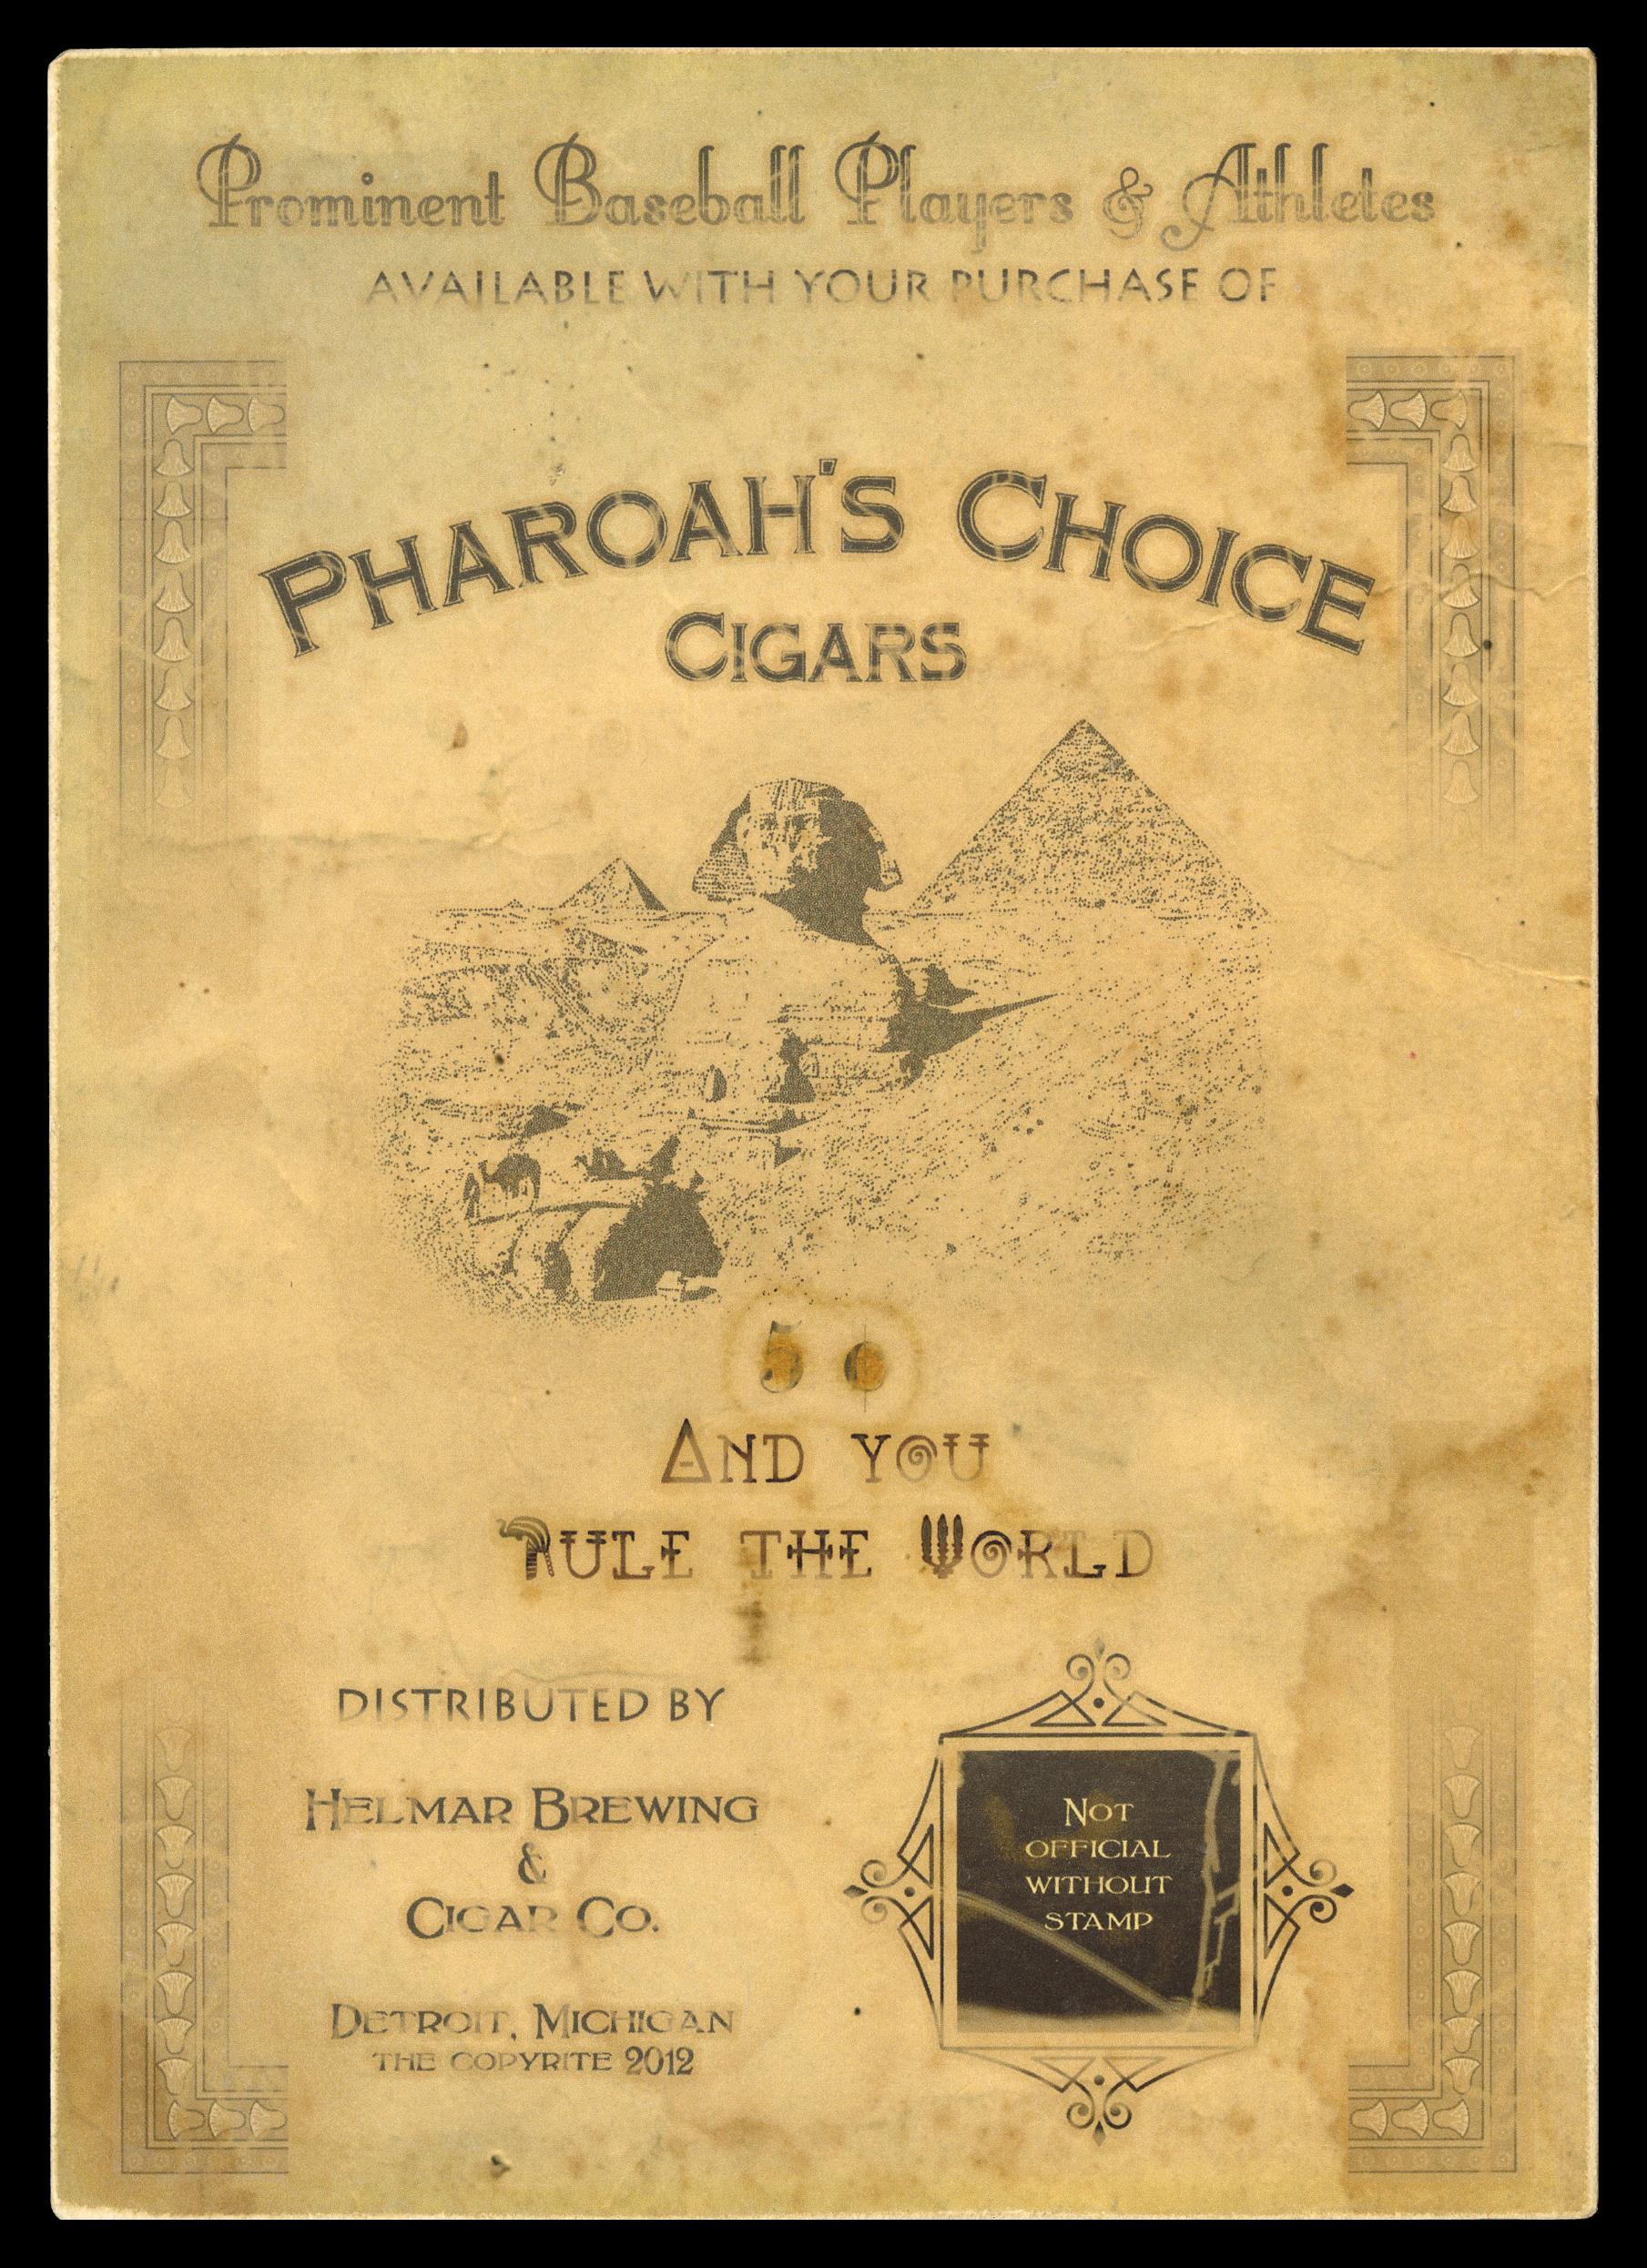 Prominent Baseball Players & Athletes
AVAILABLE WITH YOUR PURCHASE OF
PHAROAH'S CHOICE
CIGARS
5 ¢
AND YOU
RULE THE WORLD
DISTRIBUTED BY
HELMAR BREWING
&
CIGAR CO.
DETROIT, MICHIGAN
THE COPYRITE 2012
NOT
OFFICIAL
WITHOUT
STAMP